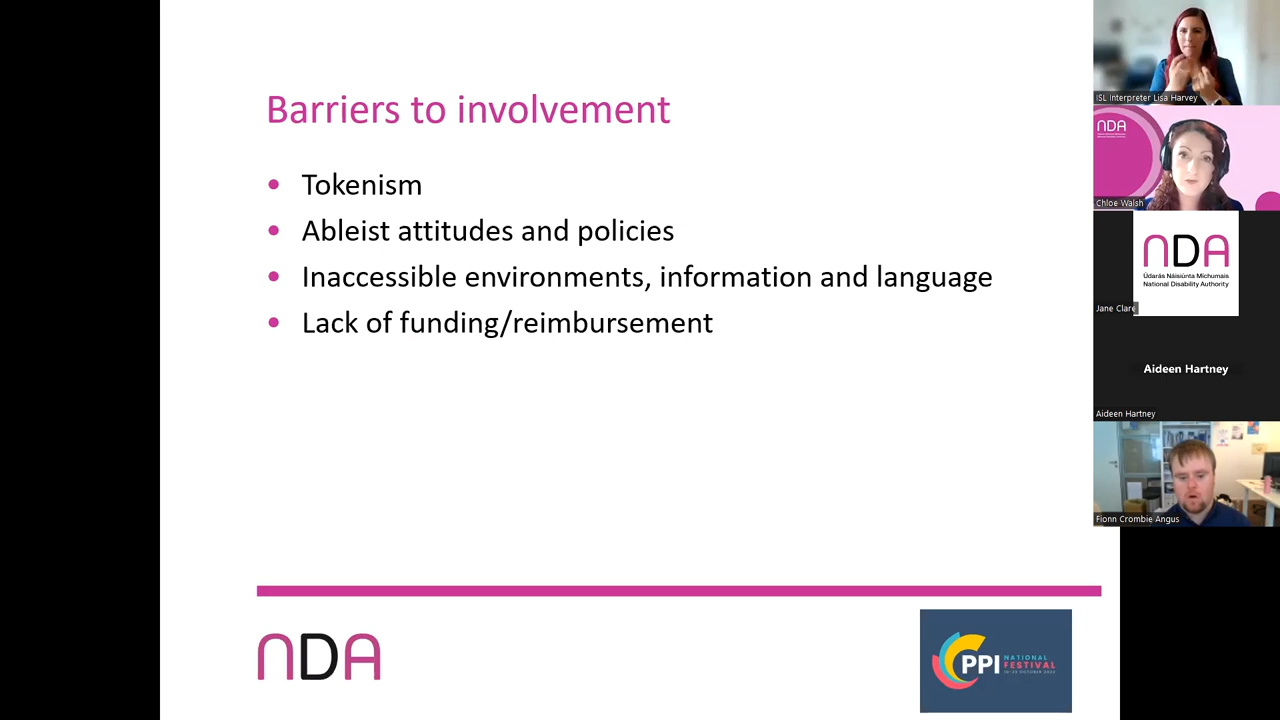 Barriers to involvement
• Tokenism
• Ableist attitudes and policies
• Inaccessible environments, information and language
• Lack of funding/reimbursement
NDA
PPI
NATIONAL
FESTIVAL
ISL Interpreter Lisa Harvey
NDA
Chloe Walsh
NDA
Údarás Náisiúnta Míchumais
National Disability Authority
Jane Clare
Aideen Hartney
Aideen Hartney
Fionn Crombie Angus